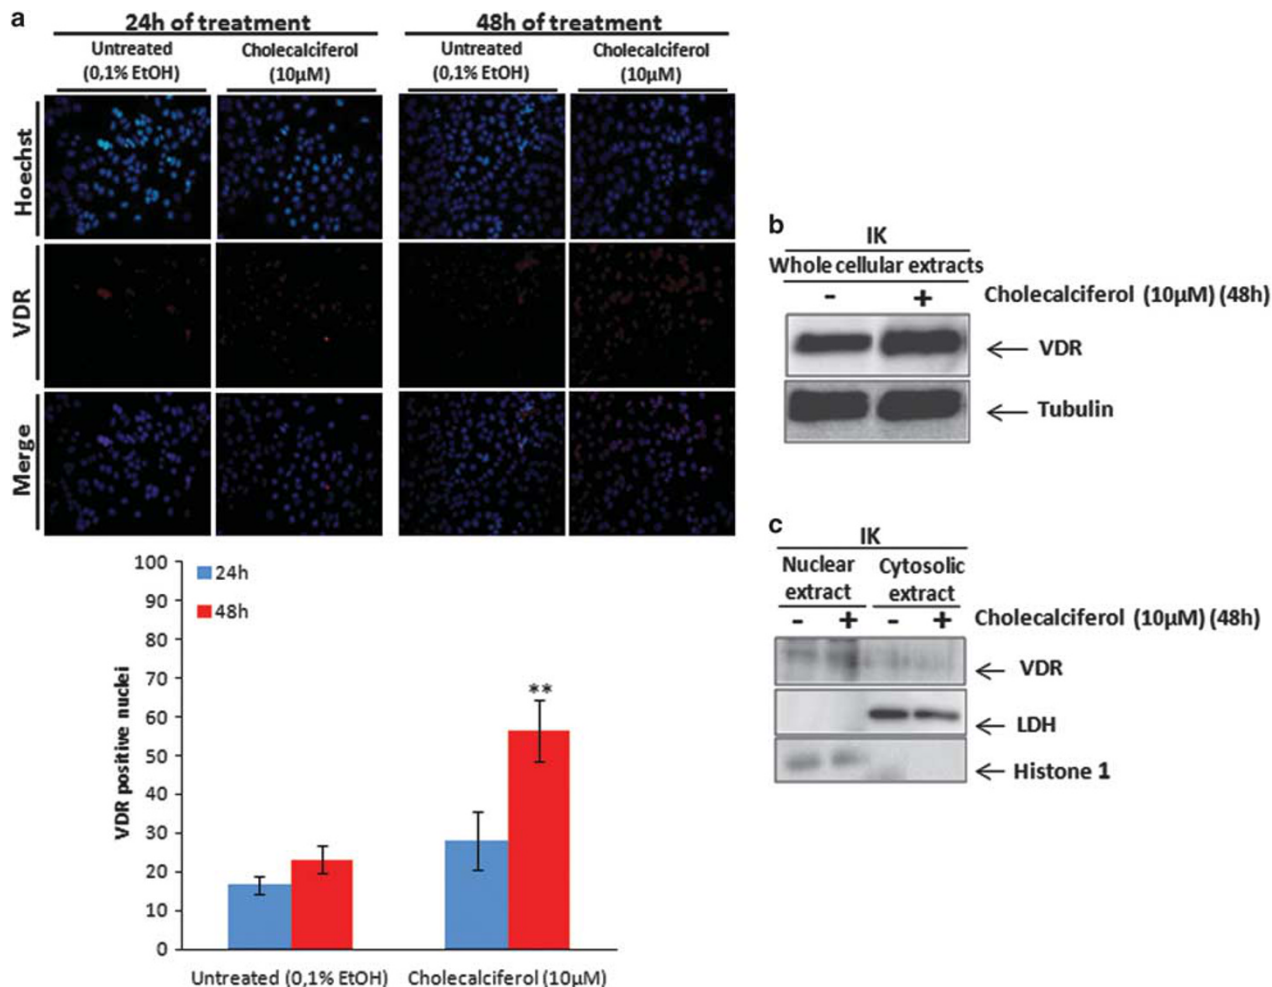 a
24h of treatment
48h of treatment
Untreated
(0,1% EtOH)
Cholecalciferol
(10µM)
Untreated
(0,1% EtOH)
Cholecalciferol
(10µM)
Hoechst
VDR
Merge
100
90
80
70
60
50
40
30
20
10
0
VDR positive nuclei
24h
48h
**
Untreated (0,1% EtOH)
Cholecalciferol (10µM)
b
IK
Whole cellular extracts
- +
Cholecalciferol (10µM) (48h)
VDR
Tubulin
c
IK
Nuclear
extract
Cytosolic
extract
- + - +
Cholecalciferol (10µM) (48h)
VDR
LDH
Histone 1